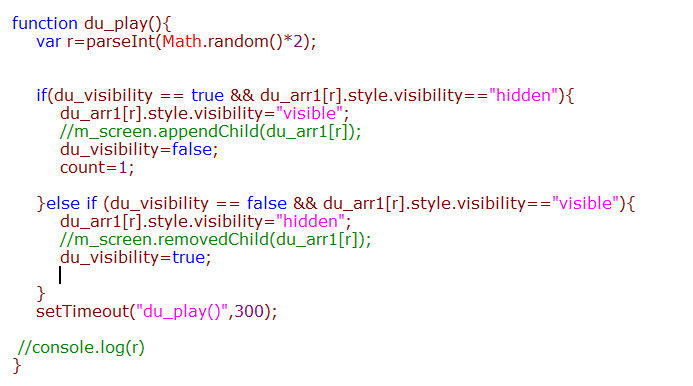 function du_play(){
var r=parseInt(Math.random()*2);
if(du_visibility == true && du_arr1[r].style.visibility=="hidden"){
du_arr1[r].style.visibility="visible";
//m_screen.appendChild(du_arr1[r]);
du_visibility=false;
count=1;
}else if (du_visibility == false && du_arr1[r].style.visibility=="visible"){
du_arr1[r].style.visibility="hidden";
//m_screen.removedChild(du_arr1[r]);
du_visibility=true;
}
setTimeout("du_play()",300);
//console.log(r)
}